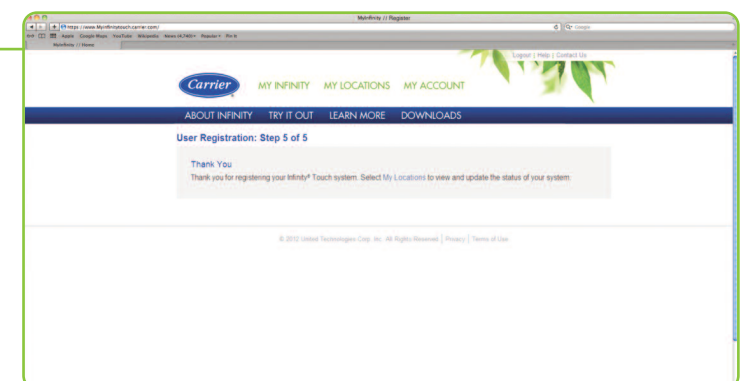 MyInfinity // Register
https://www.Myinfinitytouch.carrier.com/
Google
Apple Google Maps YouTube Wikipedia News (4,740) Popular Pin It
MyInfinity // Home
Logout | Help | Contact Us
Carrier
MY INFINITY MY LOCATIONS MY ACCOUNT
ABOUT INFINITY TRY IT OUT LEARN MORE DOWNLOADS
User Registration: Step 5 of 5
Thank You
Thank you for registering your Infinity® Touch system. Select My Locations to view and update the status of your system.
© 2012 United Technologies Corp. Inc. All Rights Reserved | Privacy | Terms of Use